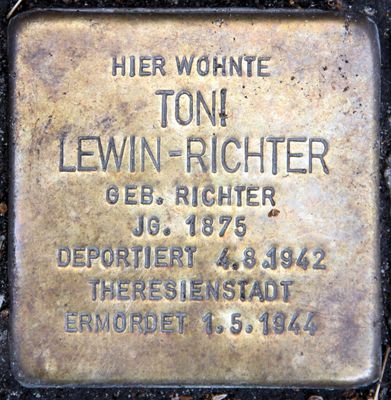 HIER WOHNTE
TONI
LEWIN-RICHTER
GEB. RICHTER
JG. 1875
DEPORTIERT 4.8.1942
THERESIENSTADT
ERMORDET 1.5.1944